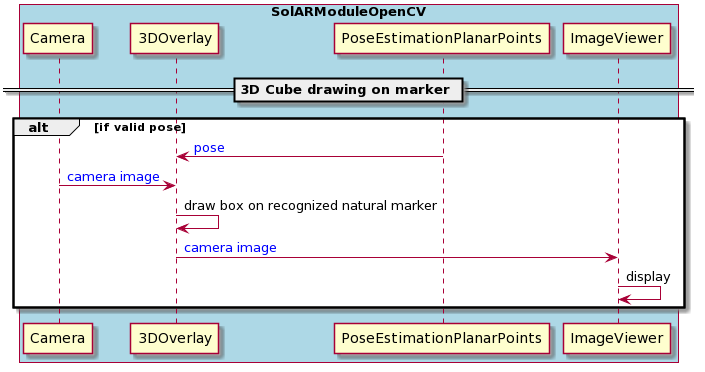 SolARModuleOpenCV
Camera
3DOverlay
PoseEstimationPlanarPoints
ImageViewer
3D Cube drawing on marker
alt
[if valid pose]
pose
camera image
draw box on recognized natural marker
camera image
display
Camera
3DOverlay
PoseEstimationPlanarPoints
ImageViewer